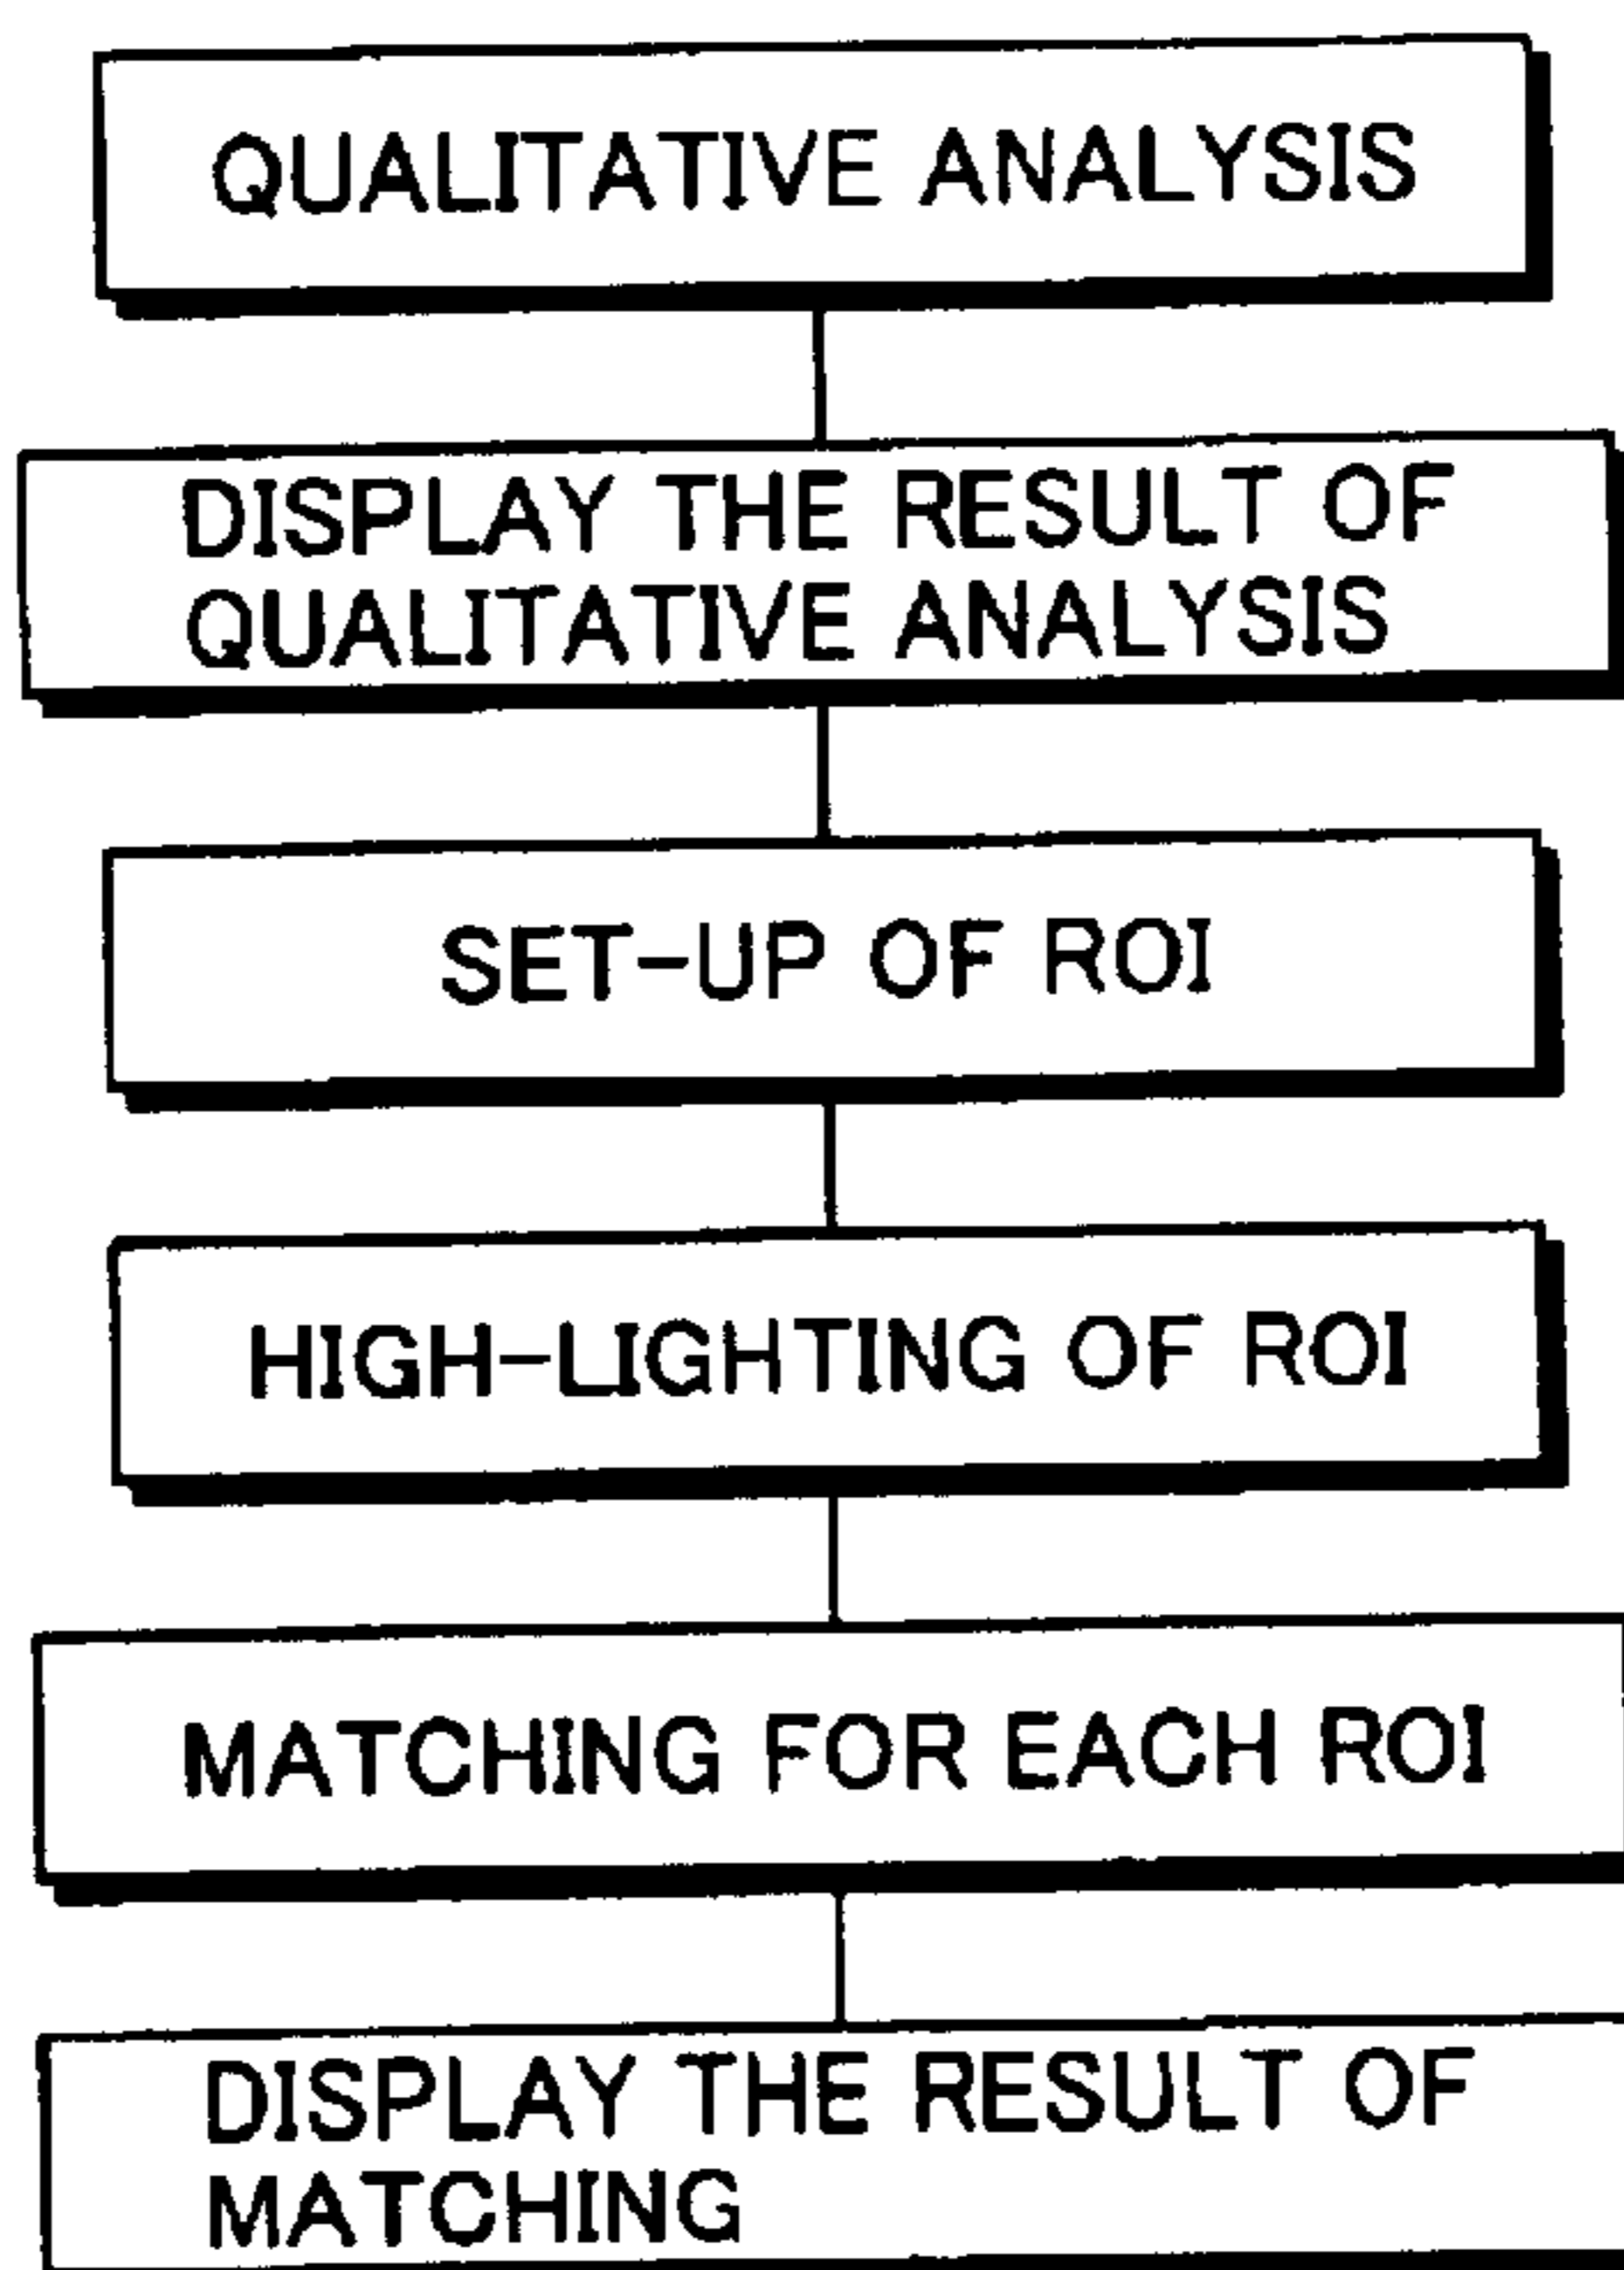 QUALITATIVE ANALYSIS
DISPLAY THE RESULT OF
QUALITATIVE ANALYSIS
SET-UP OF ROI
HIGH-LIGHTING OF ROI
MATCHING FOR EACH ROI
DISPLAY THE RESULT OF
MATCHING